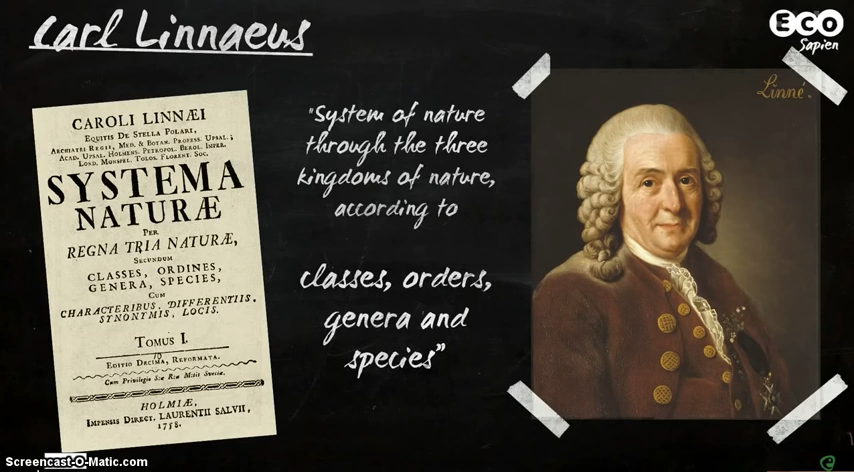 Carl Linnaeus
ECO
Sapien
CAROLI LINNÆI
EQUITIS DE STELLA POLARI,
ARCHIATRI REGII, MED. & BOTAN. PROFESS. UPSAL.;
ACAD. UPSAL. HOLMENS. PETROPOL. BEROL. IMPER.
LOND. MONSPEL. TOLOS. FLORENT. SOC.
SYSTEMA
NATURÆ
PER
REGNA TRIA NATURÆ,
SECUNDUM
CLASSES, ORDINES,
GENERA, SPECIES,
CUM
CHARACTERIBUS, DIFFERENTIIS,
SYNONYMIS, LOCIS.
TOMUS I.
EDITIO DECIMA, REFORMATA.
Cum Privilegio S:æ R:æ M:tis Sveciæ.
HOLMIÆ,
IMPENSIS DIRECT. LAURENTII SALVII,
1758.
"System of nature
through the three
kingdoms of nature,
according to
classes, orders,
genera and
species"
Linné.
Screencast-O-Matic.com